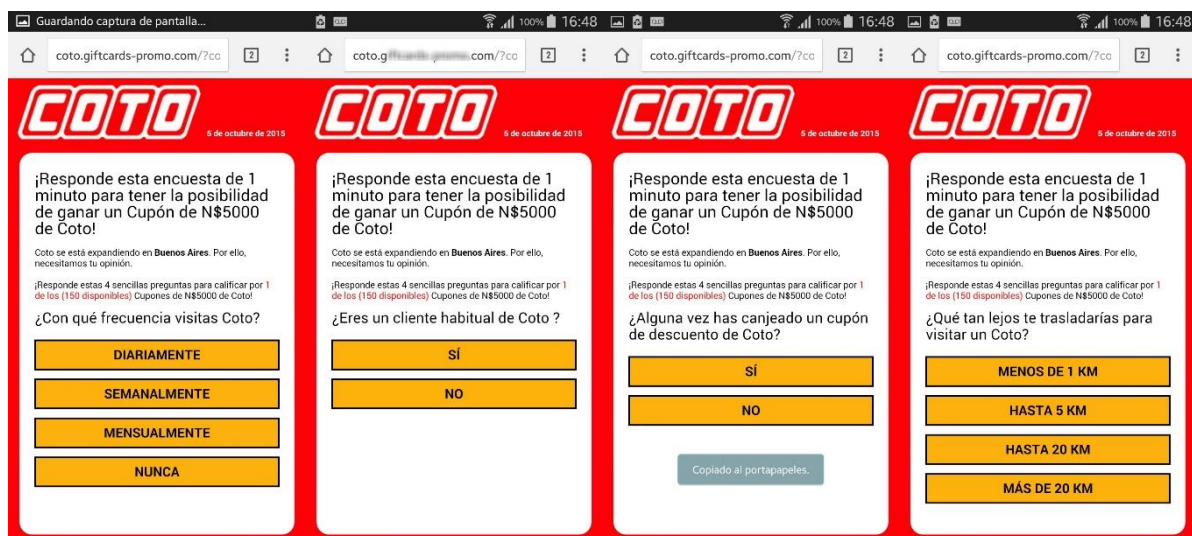 Guardando captura de pantalla...
coto.giftcards-promo.com/?co
2
COTO
5 de octubre de 2015
¡Responde esta encuesta de 1
minuto para tener la posibilidad
de ganar un Cupón de N$5000
de Coto!
Coto se está expandiendo en Buenos Aires. Por ello,
necesitamos tu opinión.
¡Responde estas 4 sencillas preguntas para calificar por 1
de los (150 disponibles) Cupones de N$5000 de Coto!
¿Con qué frecuencia visitas Coto?
DIARIAMENTE
SEMANALMENTE
MENSUALMENTE
NUNCA
100% 16:48
coto.g .com/?co
2
COTO
5 de octubre de 2015
¡Responde esta encuesta de 1
minuto para tener la posibilidad
de ganar un Cupón de N$5000
de Coto!
Coto se está expandiendo en Buenos Aires. Por ello,
necesitamos tu opinión.
¡Responde estas 4 sencillas preguntas para calificar por 1
de los (150 disponibles) Cupones de N$5000 de Coto!
¿Eres un cliente habitual de Coto ?
SÍ
NO
100% 16:48
coto.giftcards-promo.com/?co
2
COTO
5 de octubre de 2015
¡Responde esta encuesta de 1
minuto para tener la posibilidad
de ganar un Cupón de N$5000
de Coto!
Coto se está expandiendo en Buenos Aires. Por ello,
necesitamos tu opinión.
¡Responde estas 4 sencillas preguntas para calificar por 1
de los (150 disponibles) Cupones de N$5000 de Coto!
¿Alguna vez has canjeado un cupón
de descuento de Coto?
SÍ
NO
Copiado al portapapeles.
100% 16:48
coto.giftcards-promo.com/?co
2
COTO
5 de octubre de 2015
¡Responde esta encuesta de 1
minuto para tener la posibilidad
de ganar un Cupón de N$5000
de Coto!
Coto se está expandiendo en Buenos Aires. Por ello,
necesitamos tu opinión.
¡Responde estas 4 sencillas preguntas para calificar por 1
de los (150 disponibles) Cupones de N$5000 de Coto!
¿Qué tan lejos te trasladarías para
visitar un Coto?
MENOS DE 1 KM
HASTA 5 KM
HASTA 20 KM
MÁS DE 20 KM